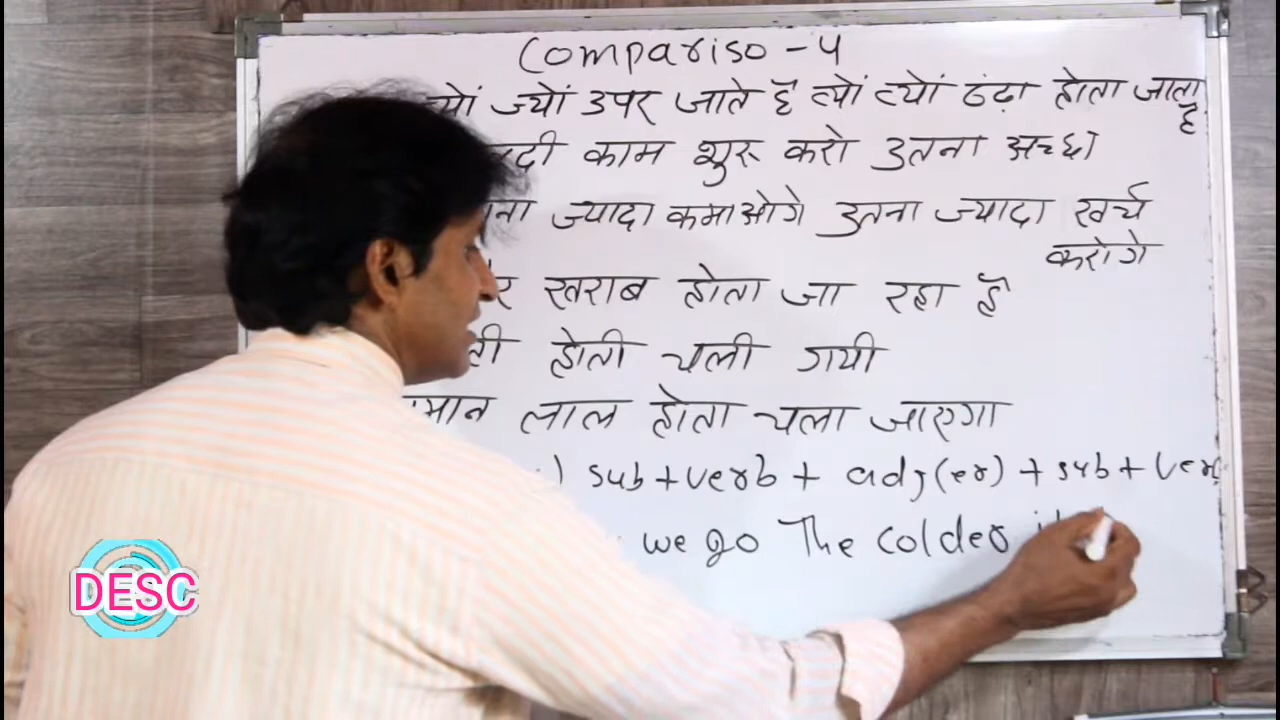 Compariso - 4
ज्यों उपर जाते है त्यों त्यों ठंढ़ा होता जाता है
काम शुरू करो उतना अच्छा
ज्यादा कमाओगे उतना ज्यादा खर्च करोगे
खराब होता जा रहा है
होती चली गयी
लाल होता चला जाएगा
sub + verb + adj (er) + sub + Verb
we go The colder
DESC